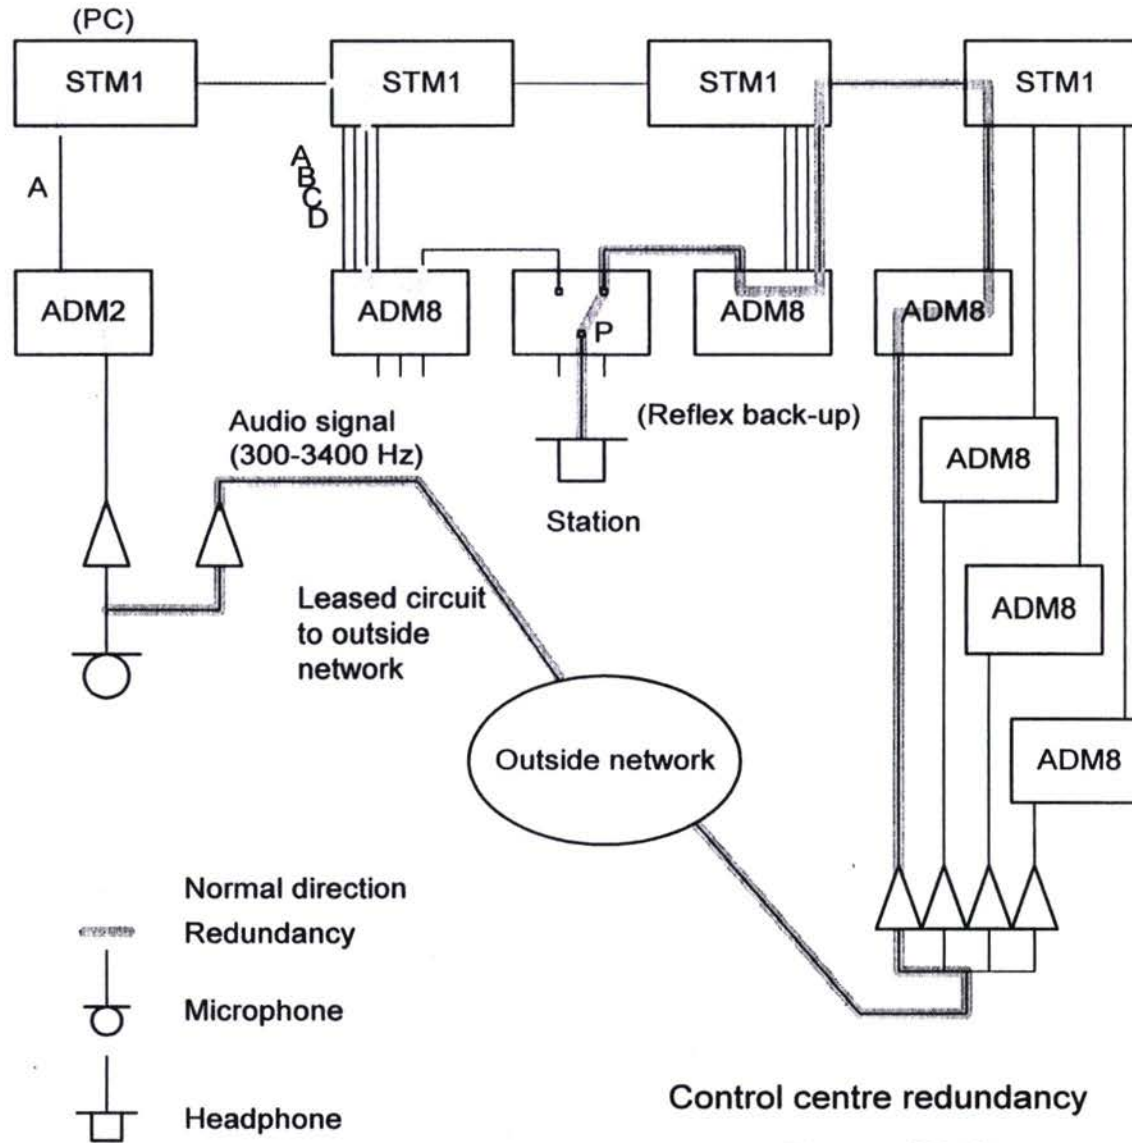 (PC)
STM1
STM1
STM1
STM1
A
A
B
C
D
ADM2
ADM8
P
ADM8
ADM8
Audio signal
(300-3400 Hz)
(Reflex back-up)
ADM8
Station
Leased circuit
to outside
network
ADM8
Outside network
ADM8
Normal direction
Redundancy
Microphone
Headphone
Control centre redundancy